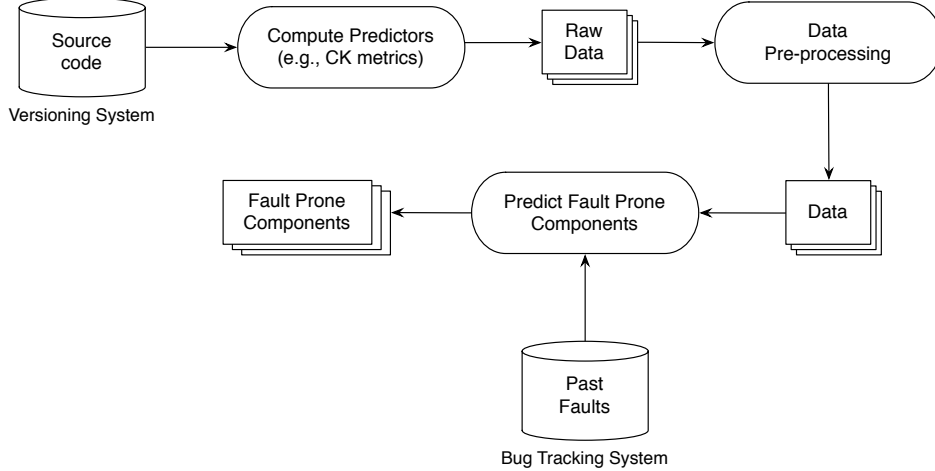 Source
code
Versioning System
Compute Predictors
(e.g., CK metrics)
Raw
Data
Data
Pre-processing
Fault Prone
Components
Predict Fault Prone
Components
Data
Past
Faults
Bug Tracking System